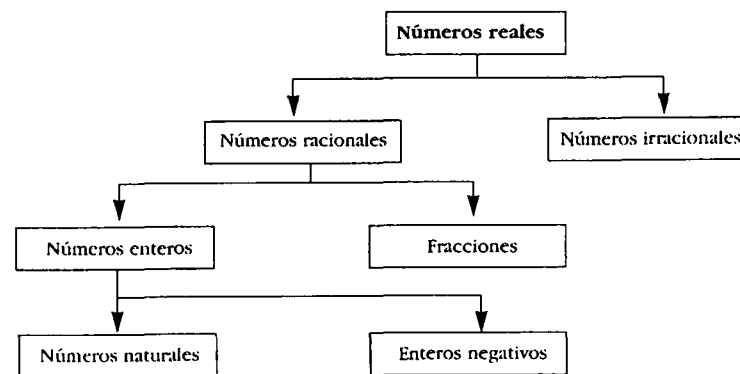 Números reales
Números racionales
Números irracionales
Números enteros
Fracciones
Números naturales
Enteros negativos